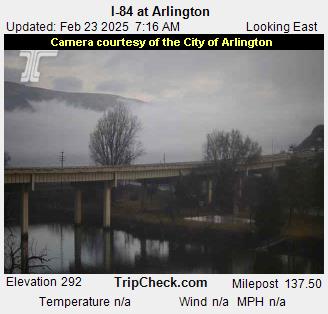 I-84 at Arlington
Updated: Feb 23 2025 7:16 AM Looking East
Camera courtesy of the City of Arlington
Elevation 292 TripCheck.com Milepost 137.50
Temperature n/a Wind n/a MPH n/a